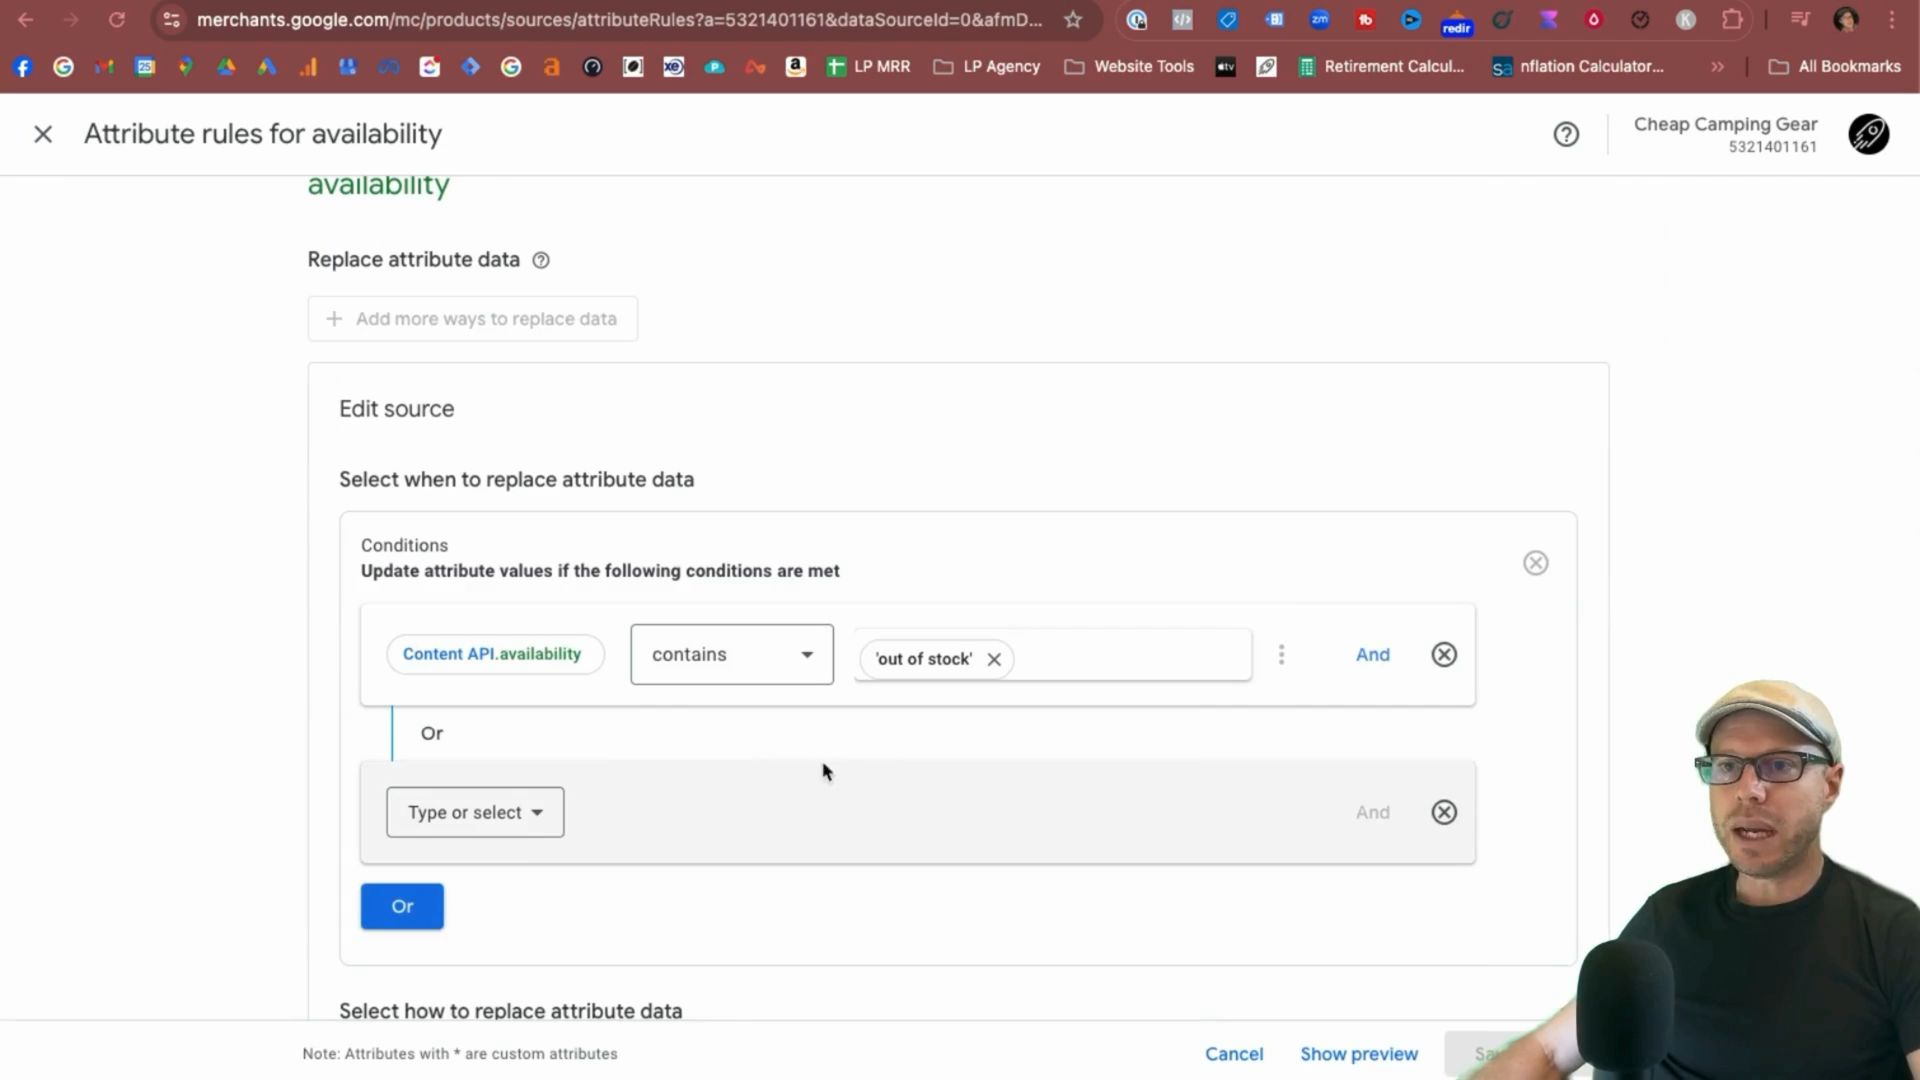 merchants.google.com/mc/products/sources/attributeRules?a=5321401161&dataSourceId=0&afmD...
redir
LP MRR
LP Agency
Website Tools
Retirement Calcul...
nflation Calculator...
All Bookmarks
Attribute rules for availability
Cheap Camping Gear
5321401161
availability
Replace attribute data
+ Add more ways to replace data
Edit source
Select when to replace attribute data
Conditions
Update attribute values if the following conditions are met
Content API.availability
contains
'out of stock'
And
Or
Type or select
And
Or
Select how to replace attribute data
Note: Attributes with * are custom attributes
Cancel
Show preview